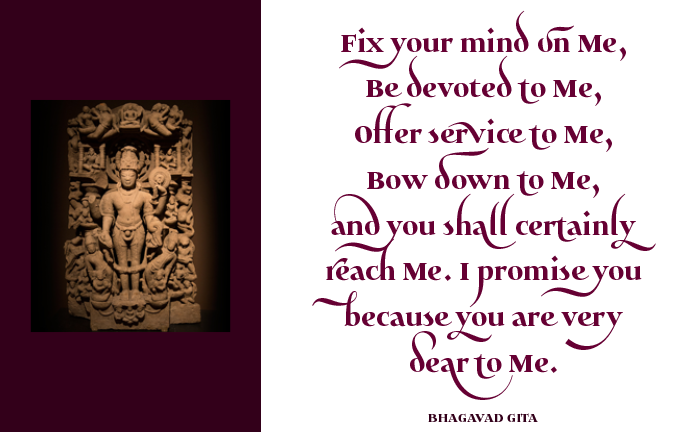 Fix your mind on Me,
Be devoted to Me,
Offer service to Me,
Bow down to Me,
and you shall certainly
reach Me. I promise you
because you are very
dear to Me.
BHAGAVAD GITA